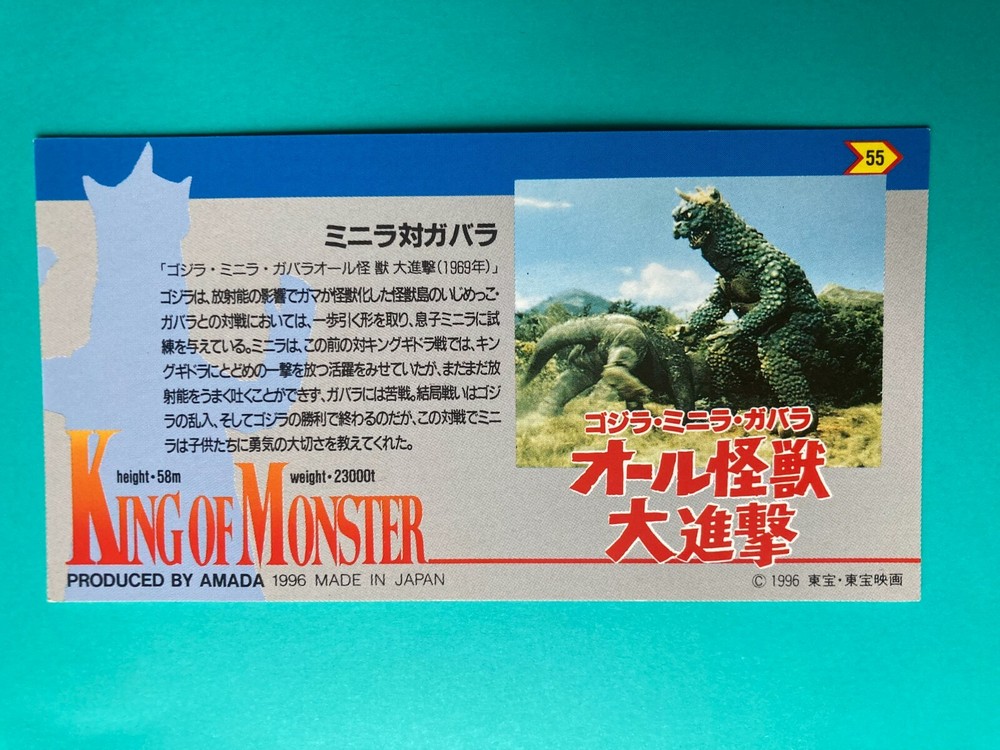 55
ミニラ対ガバラ
「ゴジラ・ミニラ・ガバラオール怪獣大進撃(1969年)」
ゴジラは、放射能の影響でガマが怪獣化した怪獣島のいじめっこ・
ガバラとの対戦においては、一歩引く形を取り、息子ミニラに試
練を与えている。ミニラは、この前の対キングギドラ戦では、キン
グギドラにとどめの一撃を放つ活躍をみせていたが、まだまだ放
射能をうまく吐くことができず、ガバラには苦戦。結局戦いはゴジ
ラの乱入、そしてゴジラの勝利で終わるのだが、この対戦でミニ
ラは子供たちに勇気の大切さを教えてくれた。
height・58m weight・23000t
KING OF MONSTER
PRODUCED BY AMADA 1996 MADE IN JAPAN
ゴジラ・ミニラ・ガバラ
オール怪獣
大進撃
© 1996 東宝・東宝映画